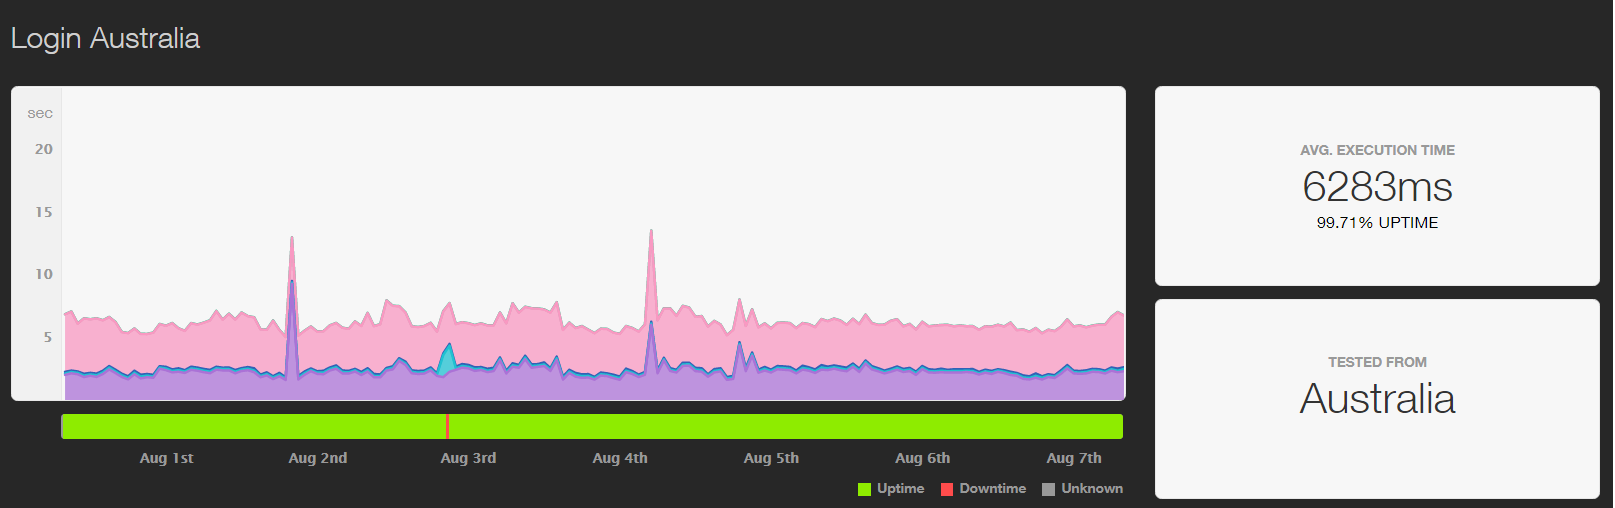 Login Australia
sec
20
15
10
5
Aug 1st Aug 2nd Aug 3rd Aug 4th Aug 5th Aug 6th Aug 7th
Uptime Downtime Unknown
AVG. EXECUTION TIME
6283ms
99.71% UPTIME
TESTED FROM
Australia